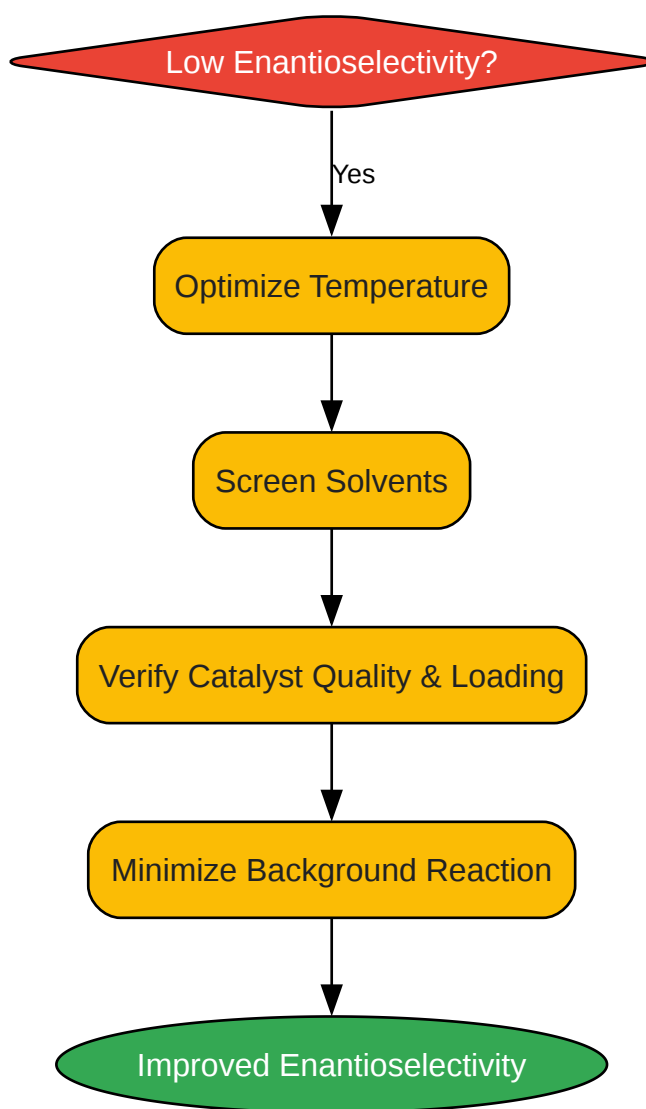 Low Enantioselectivity?
Yes
Optimize Temperature
Screen Solvents
Verify Catalyst Quality & Loading
Minimize Background Reaction
Improved Enantioselectivity